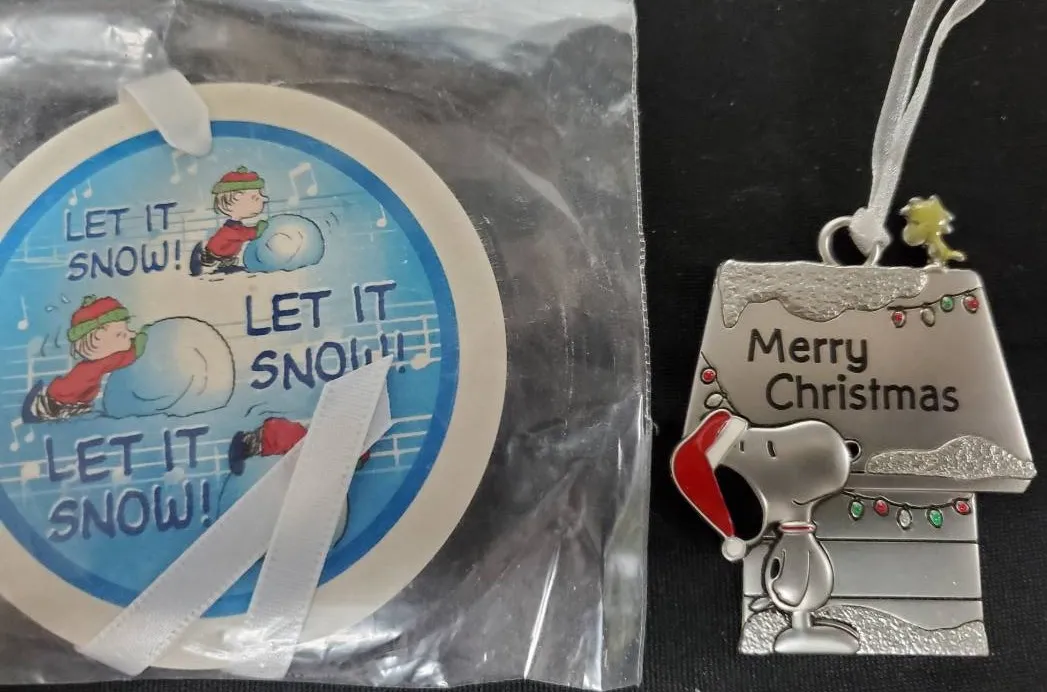 LET IT
SNOW!
LET IT
SNOW!
LET IT
SNOW!
Merry
Christmas